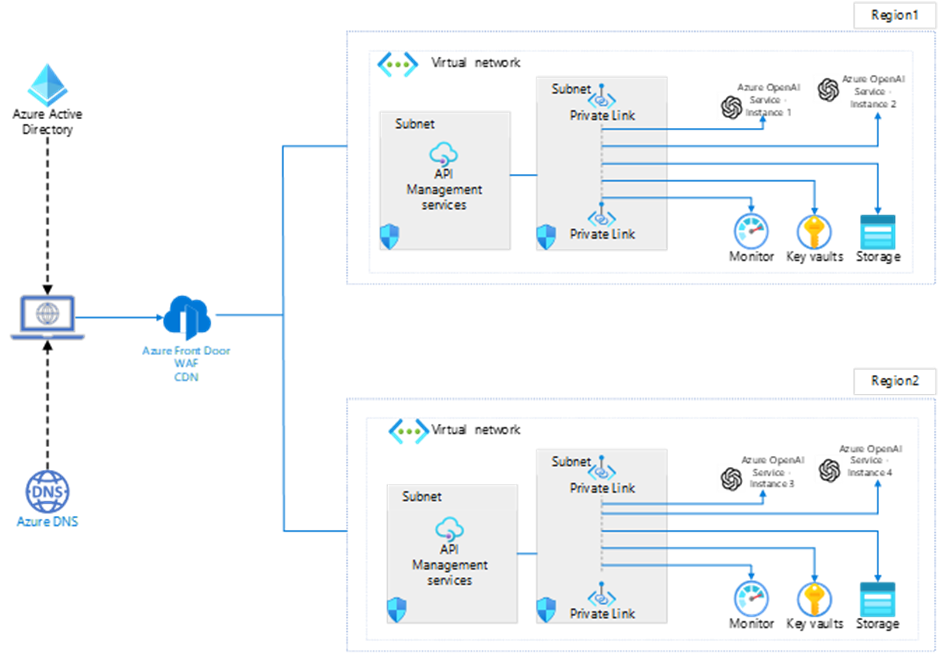 Region1
Virtual network
Azure Active
Directory
Subnet
API
Management
services
Subnet
Private Link
Private Link
Azure OpenAI
Service -
Instance 1
Azure OpenAI
Service -
Instance 2
Monitor
Key vaults
Storage
Azure Front Door
WAF
CDN
DNS
Azure DNS
Region2
Virtual network
Subnet
API
Management
services
Subnet
Private Link
Private Link
Azure OpenAI
Service -
Instance 3
Azure OpenAI
Service -
Instance 4
Monitor
Key vaults
Storage